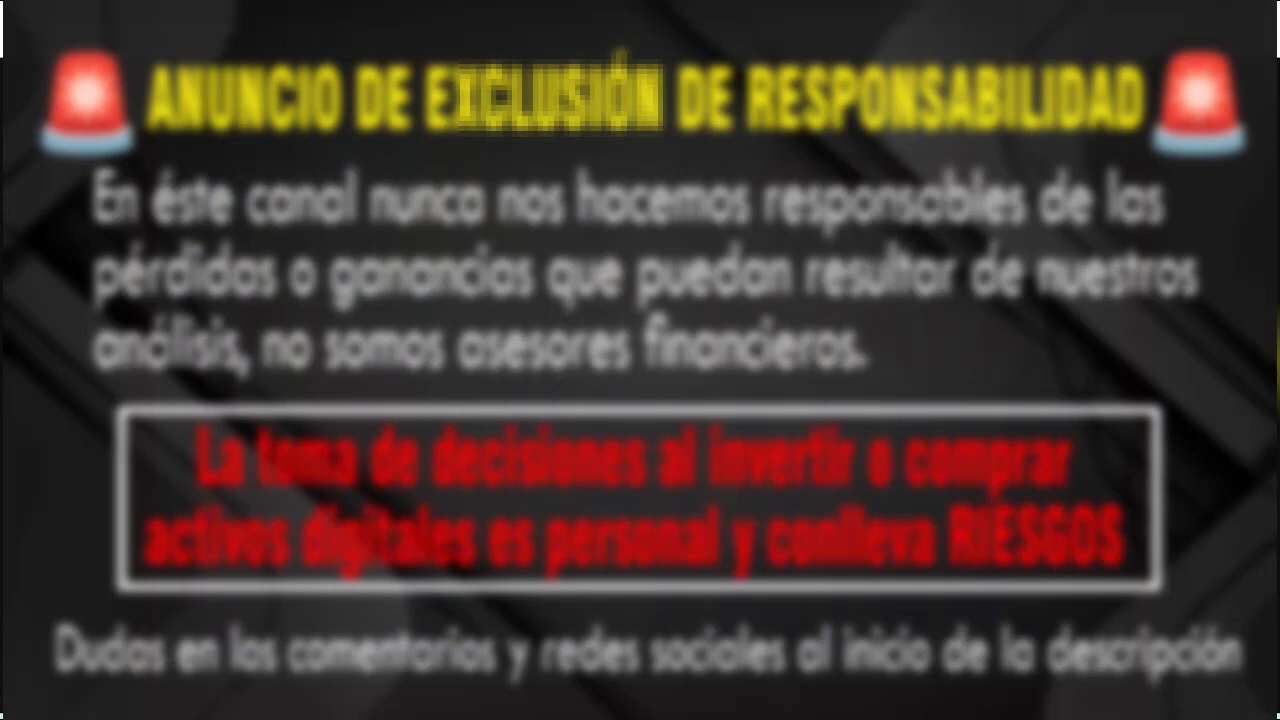 ANUNCIO DE EXCLUSIÓN DE RESPONSABILIDAD
En éste canal nunca nos hacemos responsables de las
pérdidas o ganancias que puedan resultar de nuestros
análisis, no somos asesores financieros.
La toma de decisiones al invertir o comprar
activos digitales es personal y conlleva RIESGOS
Dudas en los comentarios y redes sociales al inicio de la descripción